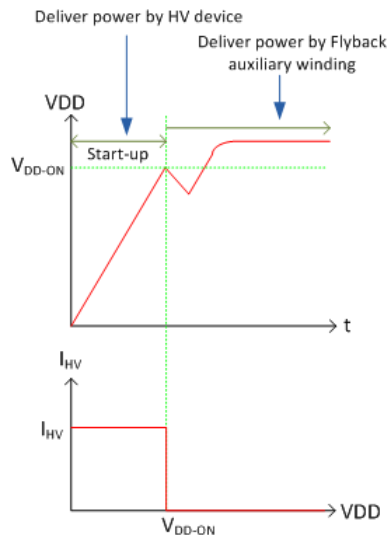 Deliver power by HV device
Deliver power by Flyback
auxiliary winding
VDD
Start-up
VDD-ON
t
IHV
IHV
VDD
VDD-ON